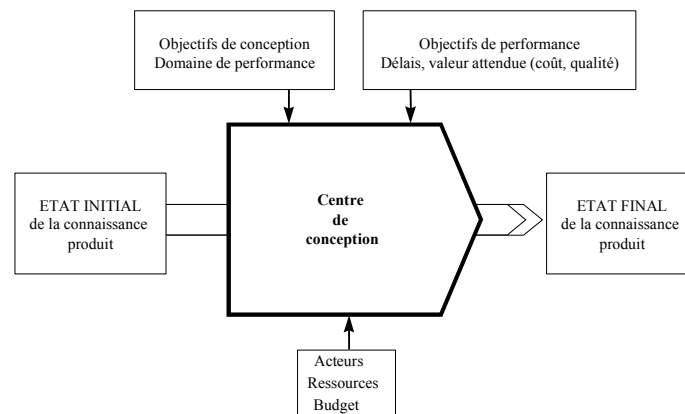 Objectifs de conception
Domaine de performance
Objectifs de performance
Délais, valeur attendue (coût, qualité)
ETAT INITIAL
de la connaissance
produit
Centre
de
conception
ETAT FINAL
de la connaissance
produit
Acteurs
Ressources
Budget